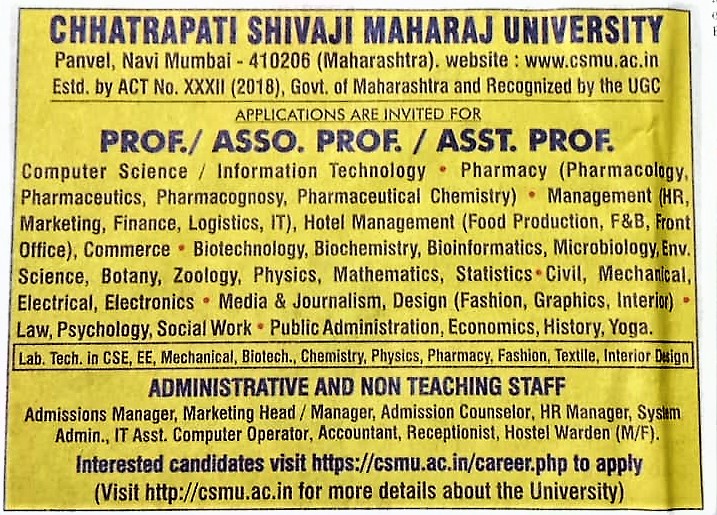 CHHATRAPATI SHIVAJI MAHARAJ UNIVERSITY
Panvel, Navi Mumbai - 410206 (Maharashtra). website : www.csmu.ac.in
Estd. by ACT No. XXXII (2018), Govt. of Maharashtra and Recognized by the UGC
APPLICATIONS ARE INVITED FOR
PROF./ ASSO. PROF. / ASST. PROF.
Computer Science / Information Technology • Pharmacy (Pharmacology,
Pharmaceutics, Pharmacognosy, Pharmaceutical Chemistry) • Management (HR,
Marketing, Finance, Logistics, IT), Hotel Management (Food Production, F&B, Front
Office), Commerce • Biotechnology, Biochemistry, Bioinformatics, Microbiology, Env.
Science, Botany, Zoology, Physics, Mathematics, Statistics • Civil, Mechanical,
Electrical, Electronics • Media & Journalism, Design (Fashion, Graphics, Interior) •
Law, Psychology, Social Work • Public Administration, Economics, History, Yoga.
Lab. Tech. in CSE, EE, Mechanical, Biotech., Chemistry, Physics, Pharmacy, Fashion, Textile, Interior Design
ADMINISTRATIVE AND NON TEACHING STAFF
Admissions Manager, Marketing Head / Manager, Admission Counselor, HR Manager, System
Admin., IT Asst. Computer Operator, Accountant, Receptionist, Hostel Warden (M/F).
Interested candidates visit https://csmu.ac.in/career.php to apply
(Visit http://csmu.ac.in for more details about the University)